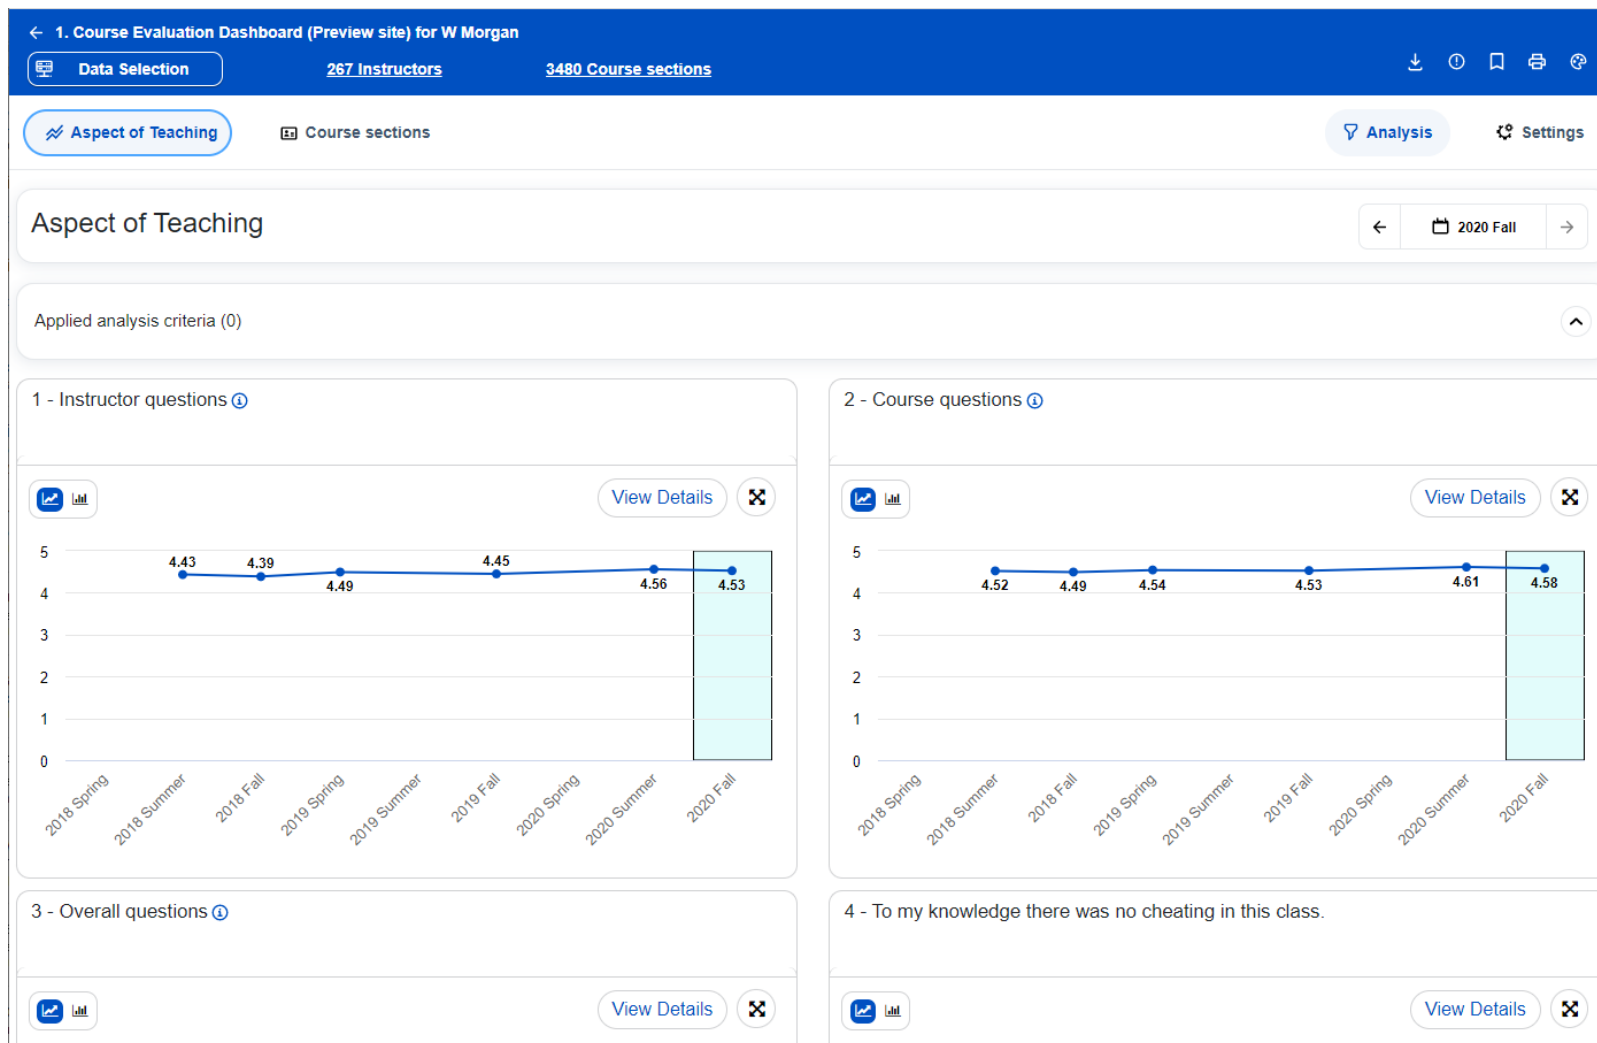 1. Course Evaluation Dashboard (Preview site) for W Morgan
Data Selection 267 Instructors 3480 Course sections
Aspect of Teaching Course sections Analysis Settings
Aspect of Teaching
2020 Fall
Applied analysis criteria (0)
1 - Instructor questions
View Details
5
4
3
2
1
0
4.43 4.39 4.49 4.45 4.56 4.53
2018 Spring 2018 Summer 2018 Fall 2019 Spring 2019 Summer 2019 Fall 2020 Spring 2020 Summer 2020 Fall
2 - Course questions
View Details
5
4
3
2
1
0
4.52 4.49 4.54 4.53 4.61 4.58
2018 Spring 2018 Summer 2018 Fall 2019 Spring 2019 Summer 2019 Fall 2020 Spring 2020 Summer 2020 Fall
3 - Overall questions
View Details
4 - To my knowledge there was no cheating in this class.
View Details